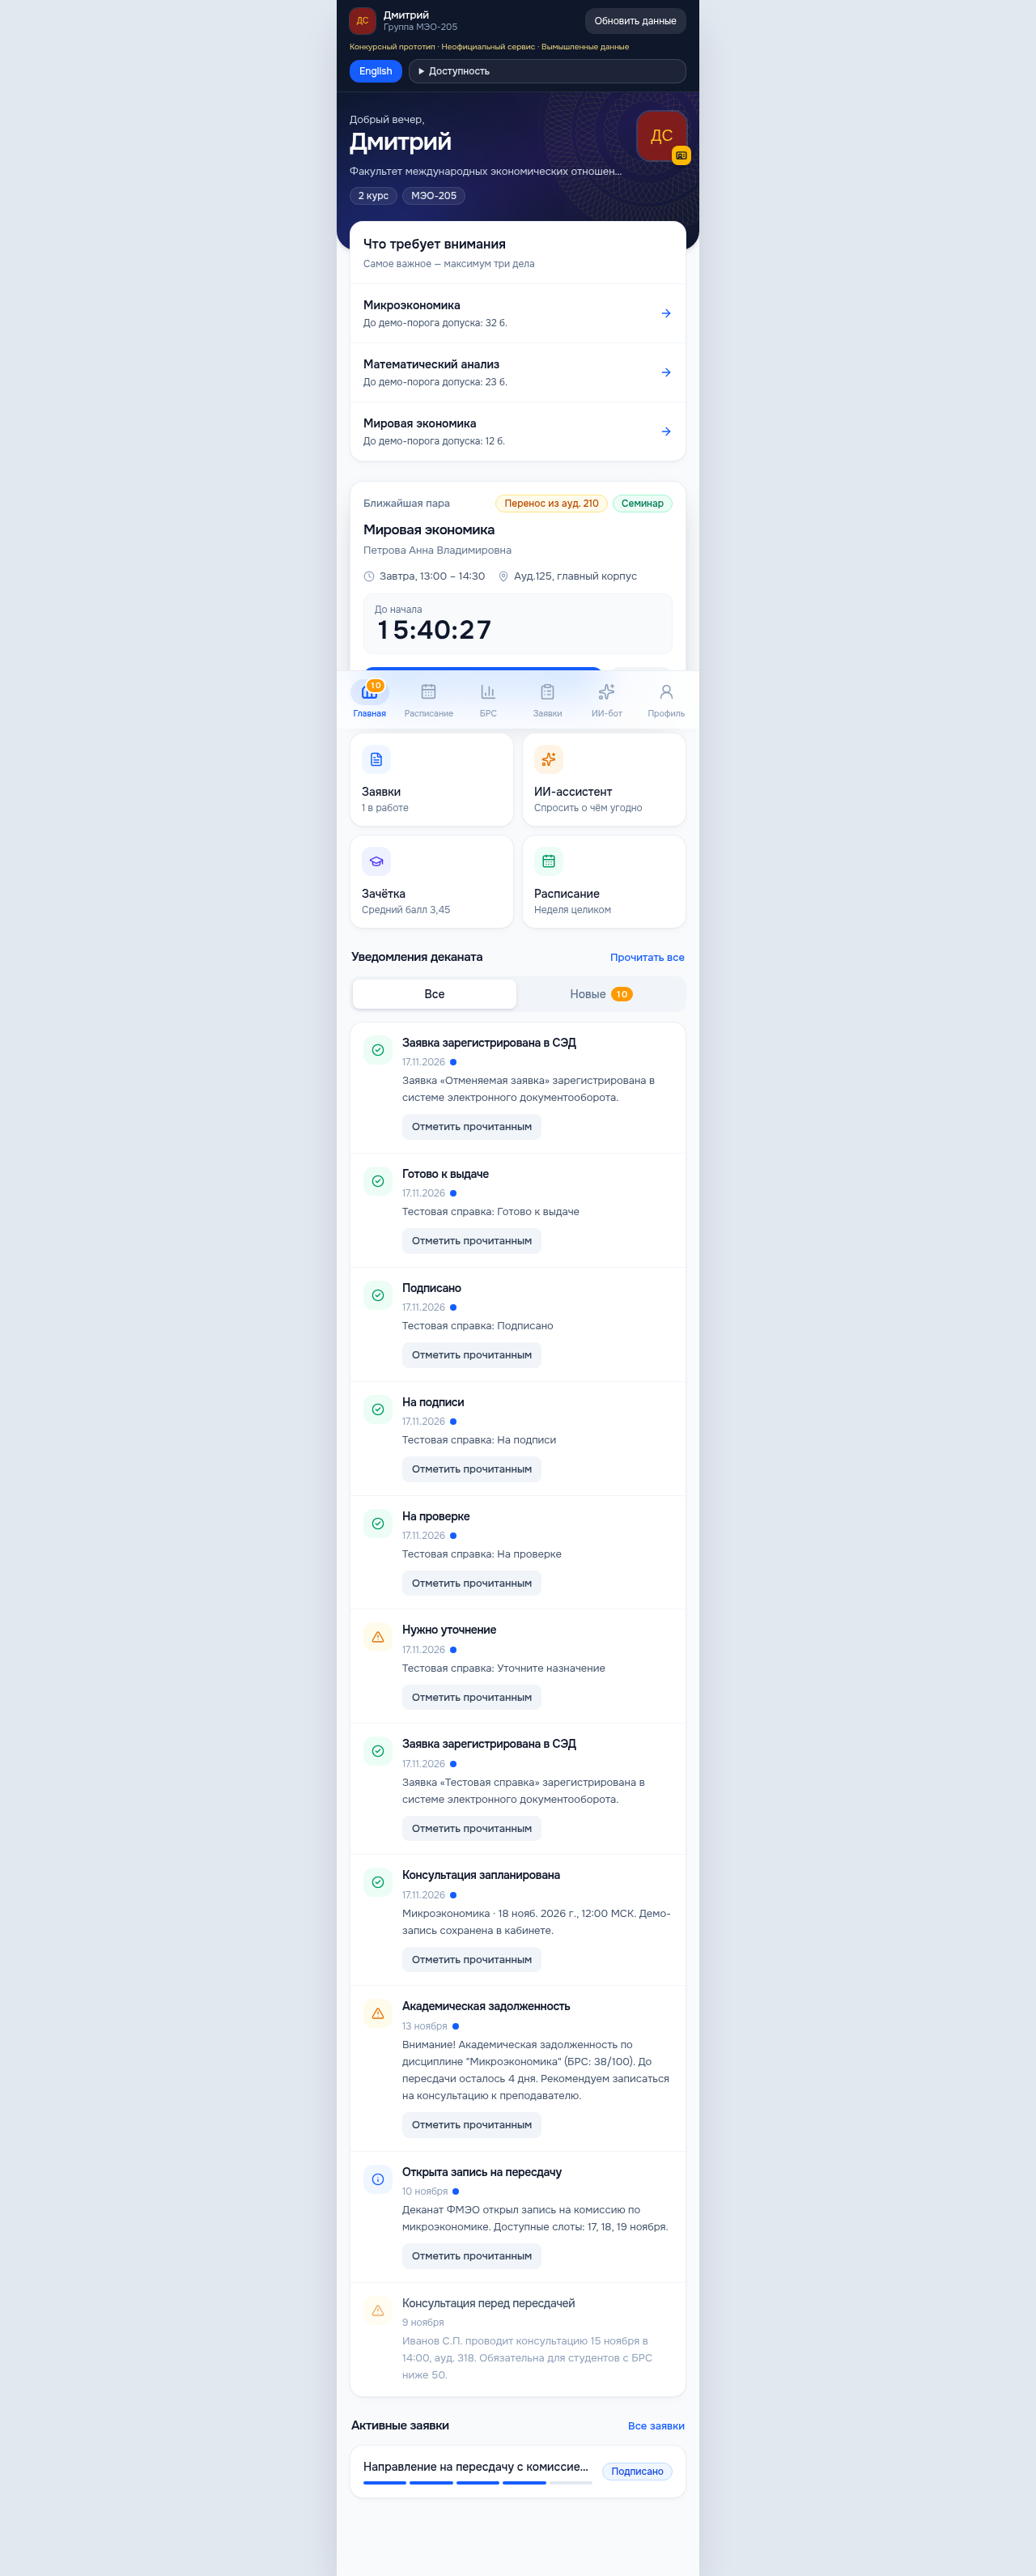 ДС
Дмитрий
Группа МЭО-205
Обновить данные
Конкурсный прототип · Неофициальный сервис · Вымышленные данные
English
Доступность
Добрый вечер,
Дмитрий
ДС
Факультет международных экономических отношен...
2 курс
МЭО-205
Что требует внимания
Самое важное — максимум три дела
Микроэкономика
До демо-порога допуска: 32 б.
Математический анализ
До демо-порога допуска: 23 б.
Мировая экономика
До демо-порога допуска: 12 б.
Ближайшая пара
Перенос из ауд. 210
Семинар
Мировая экономика
Петрова Анна Владимировна
Завтра, 13:00 – 14:30
Ауд.125, главный корпус
До начала
15:40:27
10
Главная
Расписание
БРС
Заявки
ИИ-бот
Профиль
Заявки
1 в работе
ИИ-ассистент
Спросить о чём угодно
Зачётка
Средний балл 3,45
Расписание
Неделя целиком
Уведомления деканата
Прочитать все
Все
Новые 10
Заявка зарегистрирована в СЭД
17.11.2026
Заявка «Отменяемая заявка» зарегистрирована в
системе электронного документооборота.
Отметить прочитанным
Готово к выдаче
17.11.2026
Тестовая справка: Готово к выдаче
Отметить прочитанным
Подписано
17.11.2026
Тестовая справка: Подписано
Отметить прочитанным
На подписи
17.11.2026
Тестовая справка: На подписи
Отметить прочитанным
На проверке
17.11.2026
Тестовая справка: На проверке
Отметить прочитанным
Нужно уточнение
17.11.2026
Тестовая справка: Уточните назначение
Отметить прочитанным
Заявка зарегистрирована в СЭД
17.11.2026
Заявка «Тестовая справка» зарегистрирована в
системе электронного документооборота.
Отметить прочитанным
Консультация запланирована
17.11.2026
Микроэкономика · 18 нояб. 2026 г., 12:00 МСК. Демо-
запись сохранена в кабинете.
Отметить прочитанным
Академическая задолженность
13 ноября
Внимание! Академическая задолженность по
дисциплине "Микроэкономика" (БРС: 38/100). До
пересдачи осталось 4 дня. Рекомендуем записаться
на консультацию к преподавателю.
Отметить прочитанным
Открыта запись на пересдачу
10 ноября
Деканат ФМЭО открыл запись на комиссию по
микроэкономике. Доступные слоты: 17, 18, 19 ноября.
Отметить прочитанным
Консультация перед пересдачей
9 ноября
Иванов С.П. проводит консультацию 15 ноября в
14:00, ауд. 318. Обязательна для студентов с БРС
ниже 50.
Активные заявки
Все заявки
Направление на пересдачу с комиссие...
Подписано